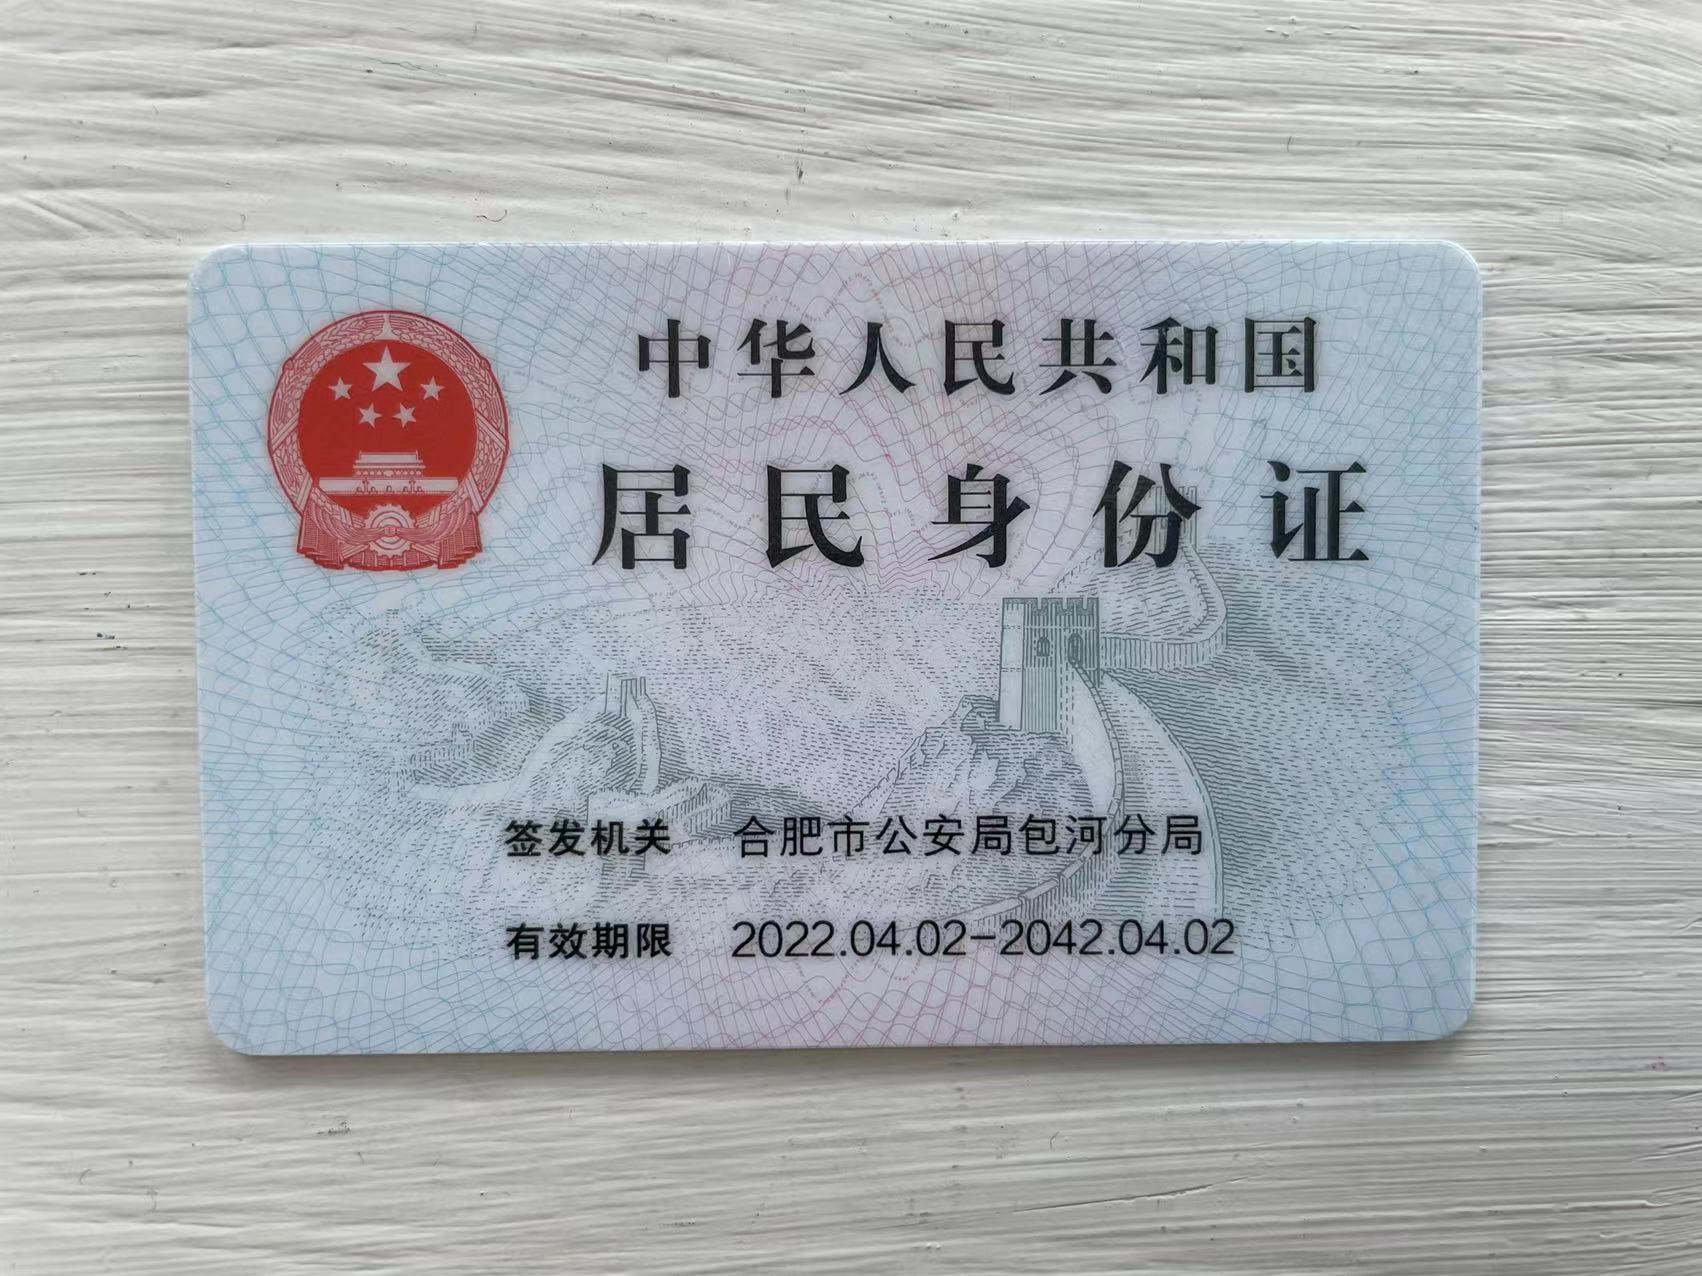 中华人民共和国
居民身份证
签发机关 合肥市公安局包河分局
有效期限 2022.04.02-2042.04.02